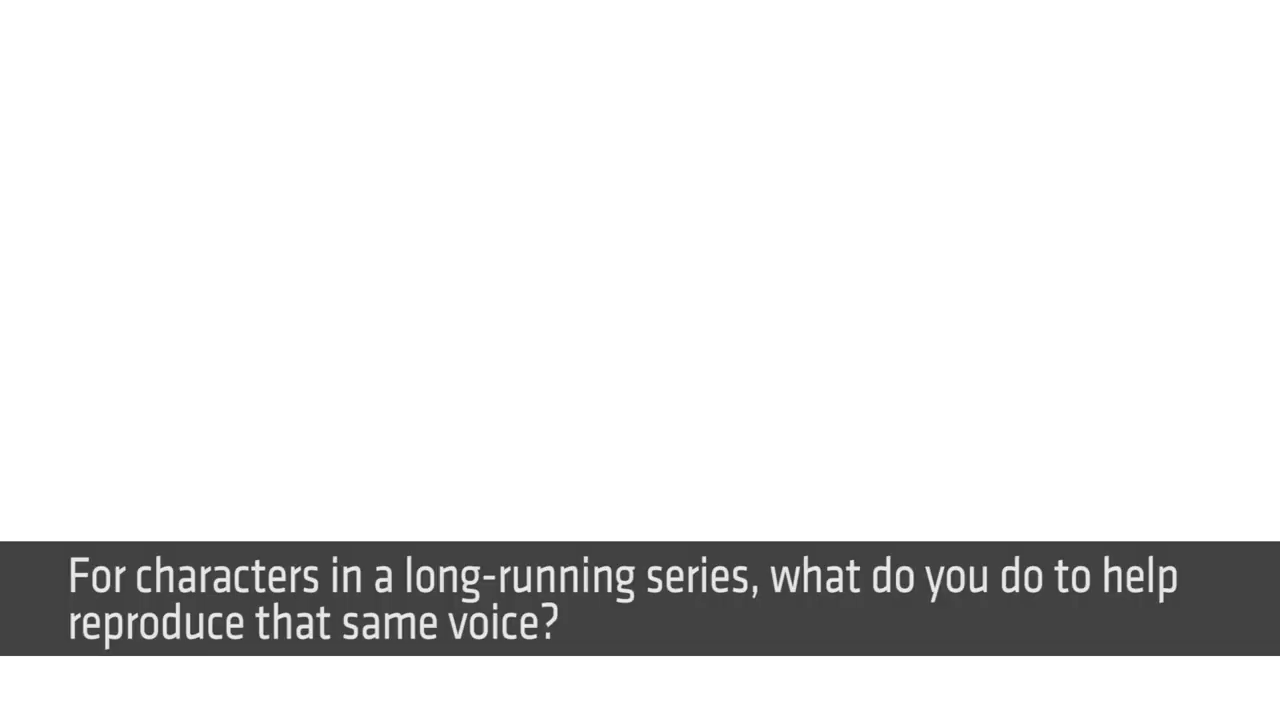 For characters in a long-running series, what do you do to help
reproduce that same voice?